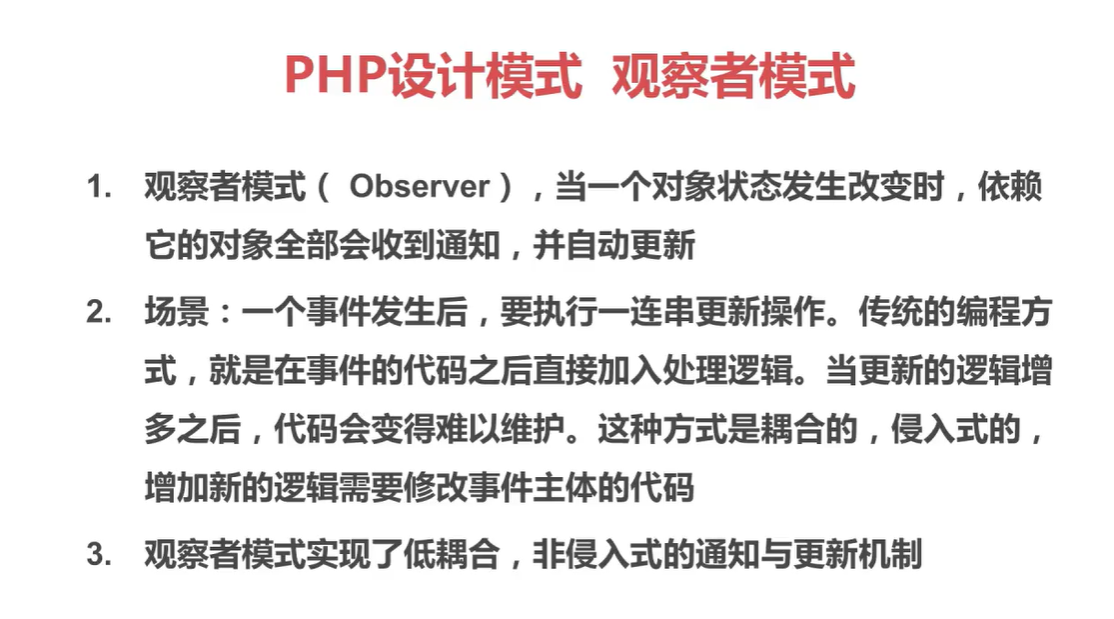 PHP设计模式 观察者模式
1. 观察者模式（ Observer），当一个对象状态发生改变时，依赖
它的对象全部会收到通知，并自动更新
2. 场景：一个事件发生后，要执行一连串更新操作。传统的编程方
式，就是在事件的代码之后直接加入处理逻辑。当更新的逻辑增
多之后，代码会变得难以维护。这种方式是耦合的，侵入式的，
增加新的逻辑需要修改事件主体的代码
3. 观察者模式实现了低耦合，非侵入式的通知与更新机制